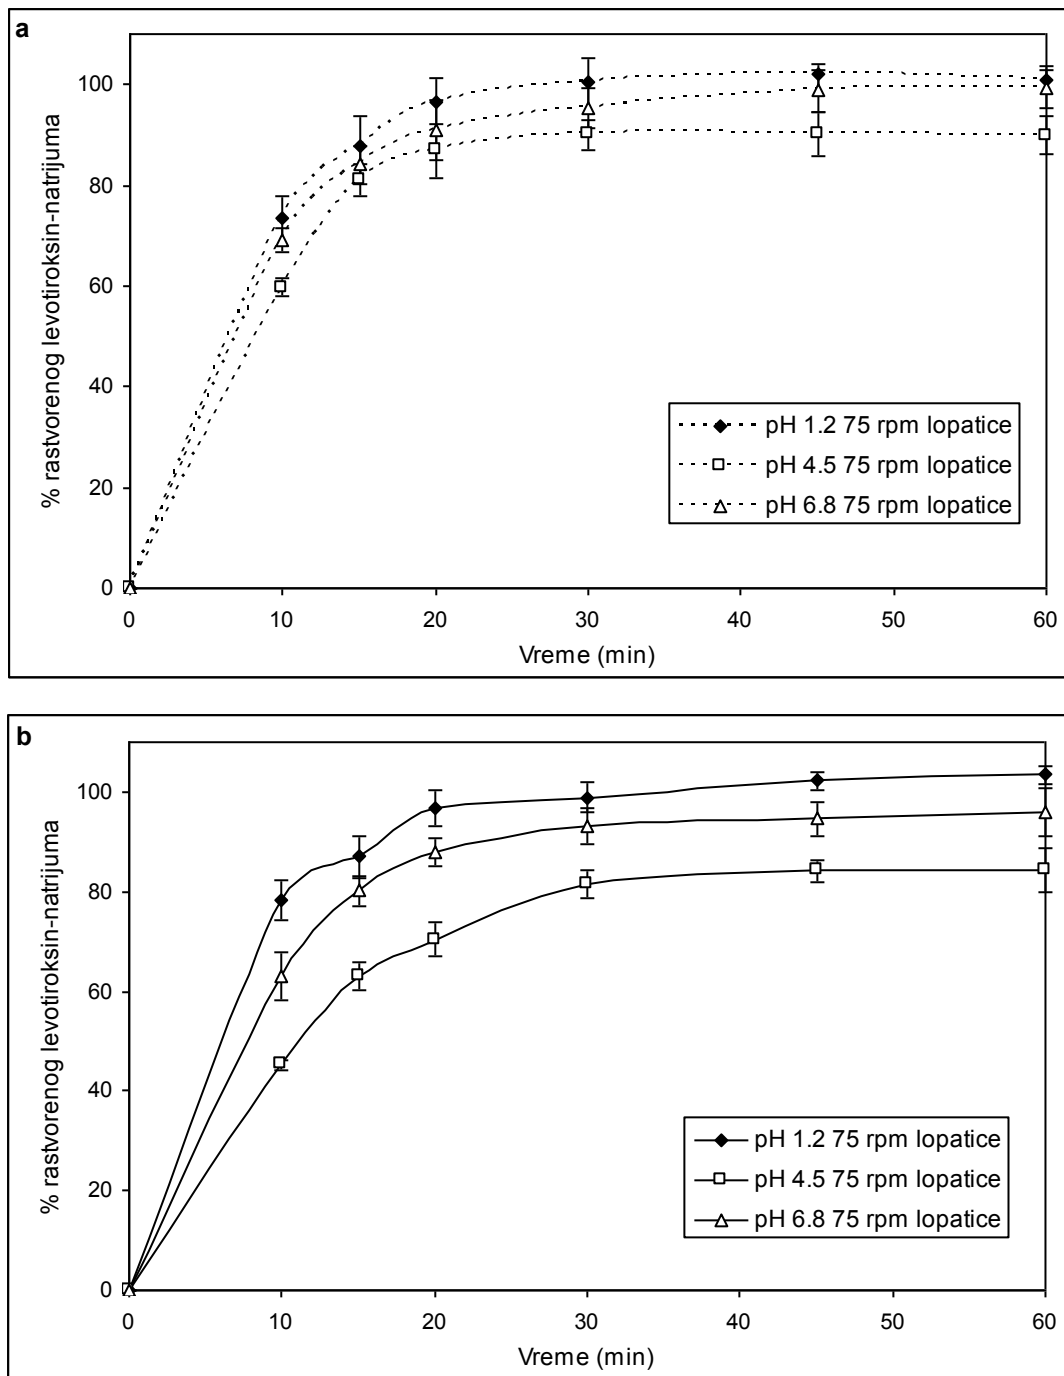 a
% rastvorenog levotiroksin-natrijuma
100
80
60
40
20
0
pH 1.2 75 rpm lopatice
pH 4.5 75 rpm lopatice
pH 6.8 75 rpm lopatice
0 10 20 30 40 50 60
Vreme (min)
b
% rastvorenog levotiroksin-natrijuma
100
80
60
40
20
0
pH 1.2 75 rpm lopatice
pH 4.5 75 rpm lopatice
pH 6.8 75 rpm lopatice
0 10 20 30 40 50 60
Vreme (min)